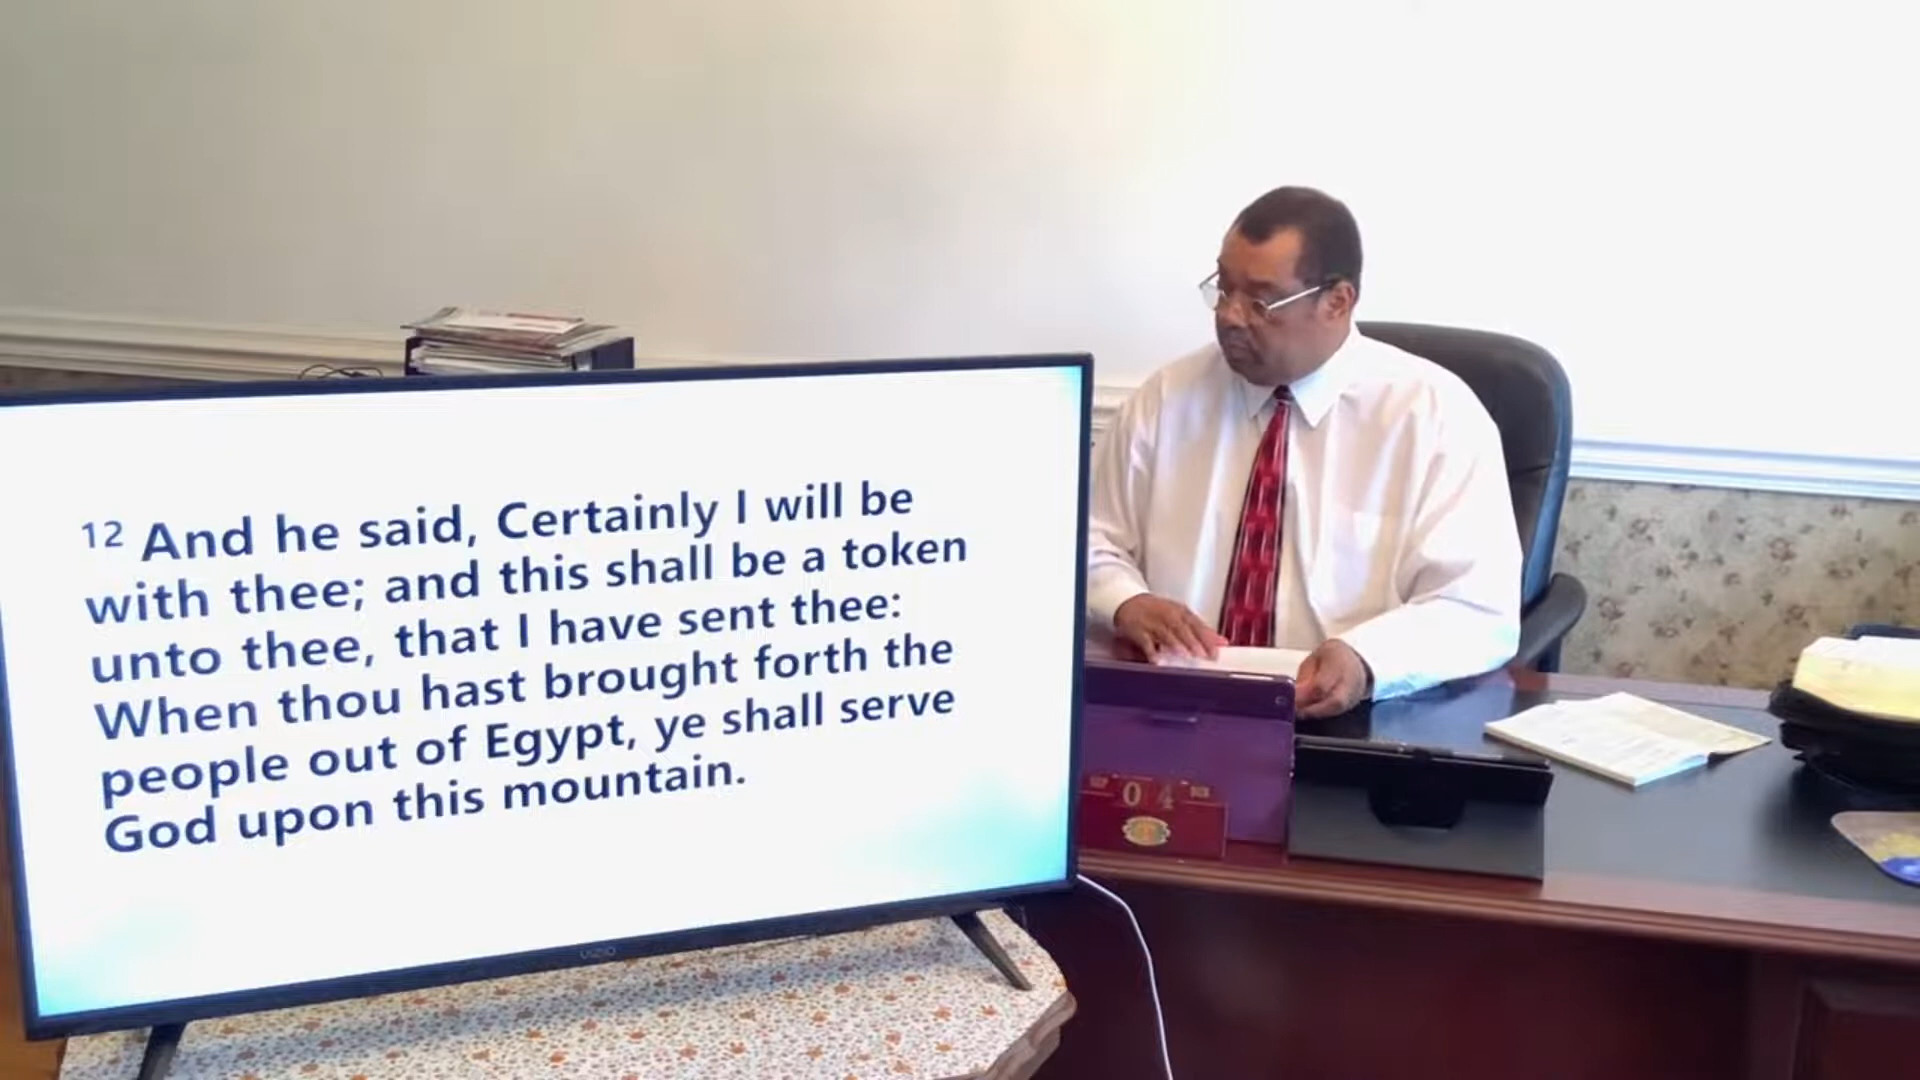 12 And he said, Certainly I will be
with thee; and this shall be a token
unto thee, that I have sent thee:
When thou hast brought forth the
people out of Egypt, ye shall serve
God upon this mountain.
VIZIO
04